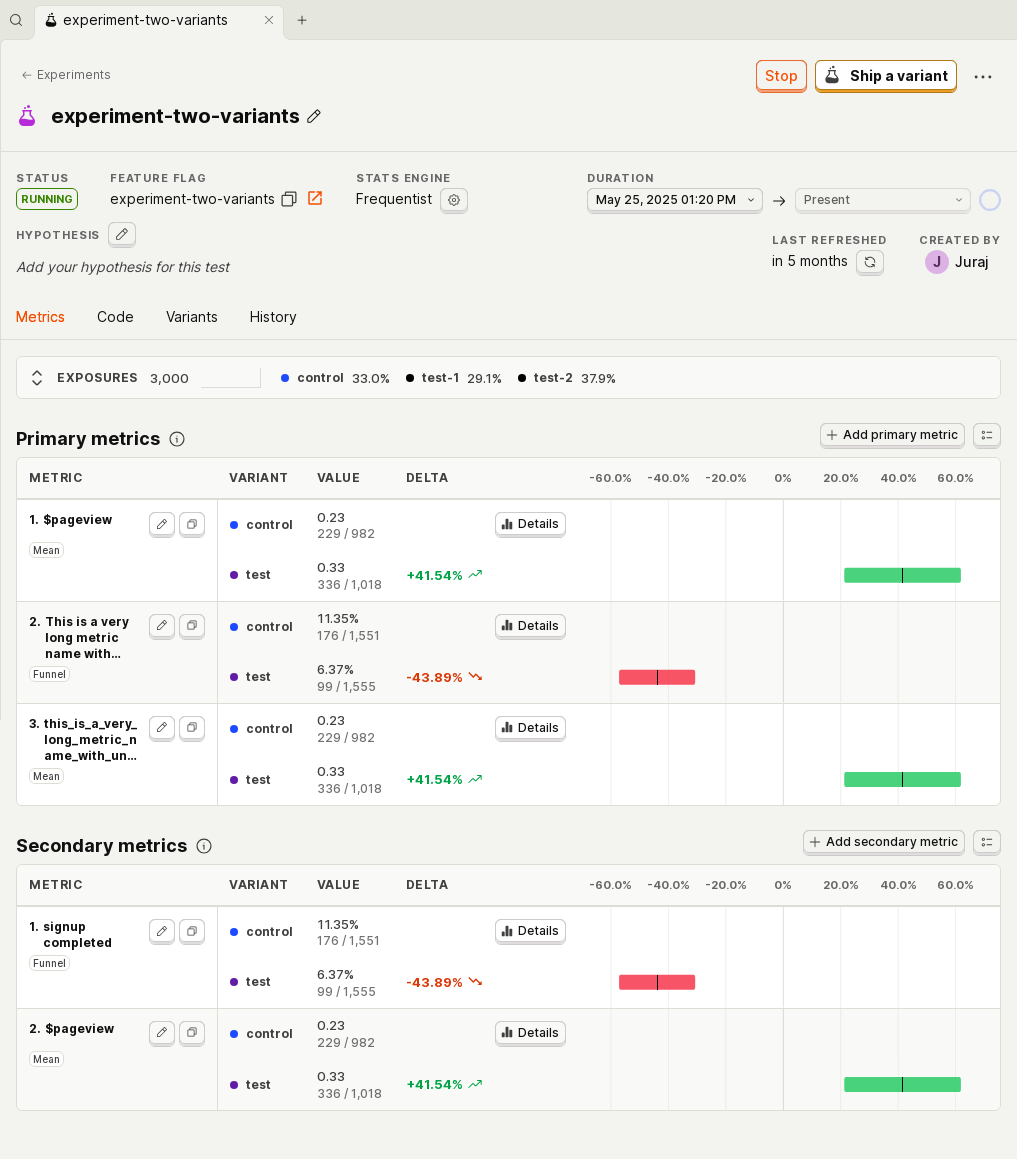 experiment-two-variants
Experiments
Stop
Ship a variant
experiment-two-variants
STATUS
RUNNING
FEATURE FLAG
experiment-two-variants
STATS ENGINE
Frequentist
DURATION
May 25, 2025 01:20 PM
Present
HYPOTHESIS
Add your hypothesis for this test
LAST REFRESHED
in 5 months
CREATED BY
J Juraj
Metrics Code Variants History
EXPOSURES 3,000 control 33.0% test-1 29.1% test-2 37.9%
Primary metrics
Add primary metric
METRIC VARIANT VALUE DELTA -60.0% -40.0% -20.0% 0% 20.0% 40.0% 60.0%
1. $pageview
Mean
control 0.23
229 / 982
Details
test 0.33
336 / 1,018
+41.54%
2. This is a very
long metric
name with…
Funnel
control 11.35%
176 / 1,551
Details
test 6.37%
99 / 1,555
-43.89%
3. this_is_a_very_
long_metric_n
ame_with_un…
Mean
control 0.23
229 / 982
Details
test 0.33
336 / 1,018
+41.54%
Secondary metrics
Add secondary metric
METRIC VARIANT VALUE DELTA -60.0% -40.0% -20.0% 0% 20.0% 40.0% 60.0%
1. signup
completed
Funnel
control 11.35%
176 / 1,551
Details
test 6.37%
99 / 1,555
-43.89%
2. $pageview
Mean
control 0.23
229 / 982
Details
test 0.33
336 / 1,018
+41.54%